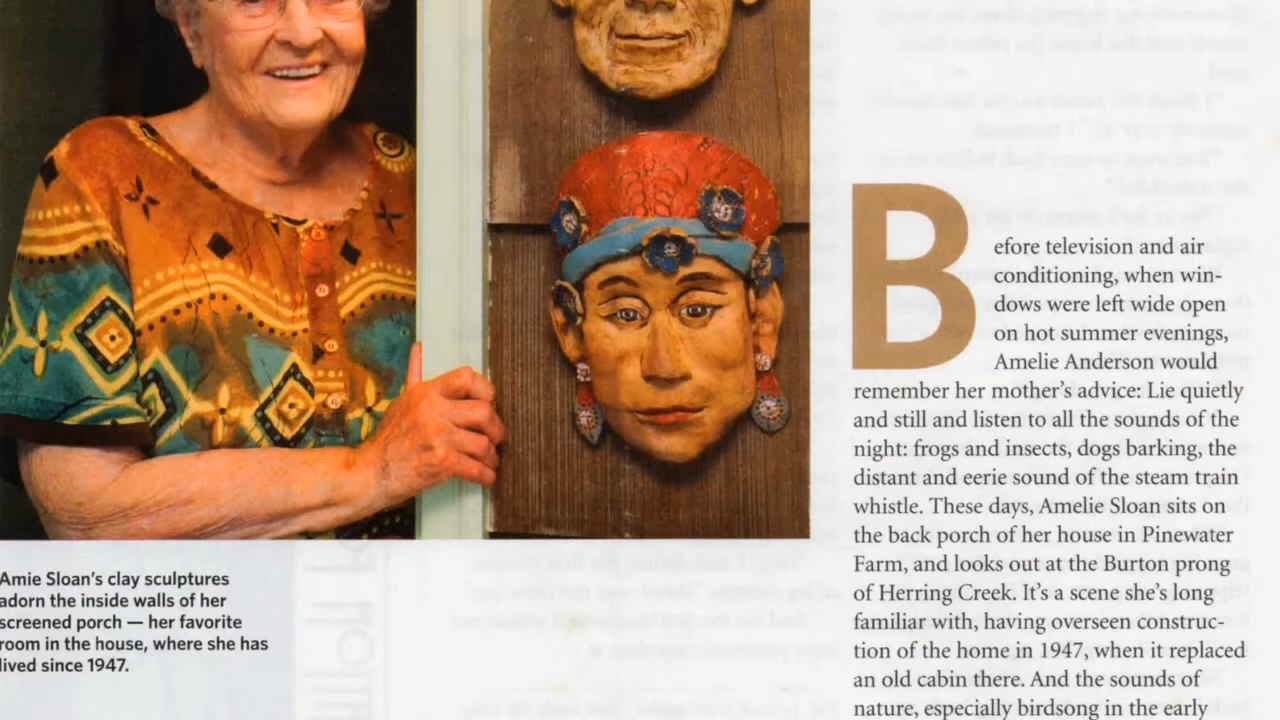 Amie Sloan's clay sculptures
adorn the inside walls of her
screened porch — her favorite
room in the house, where she has
lived since 1947.
Before television and air
conditioning, when win-
dows were left wide open
on hot summer evenings,
Amelie Anderson would
remember her mother's advice: Lie quietly
and still and listen to all the sounds of the
night: frogs and insects, dogs barking, the
distant and eerie sound of the steam train
whistle. These days, Amelie Sloan sits on
the back porch of her house in Pinewater
Farm, and looks out at the Burton prong
of Herring Creek. It's a scene she's long
familiar with, having overseen construc-
tion of the home in 1947, when it replaced
an old cabin there. And the sounds of
nature, especially birdsong in the early